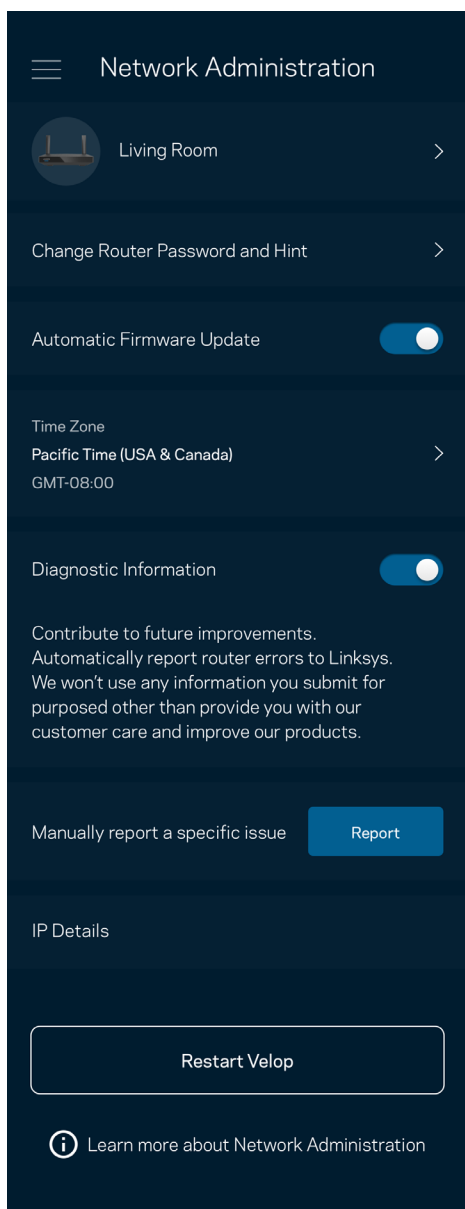 Network Administration
Living Room
Change Router Password and Hint
Automatic Firmware Update
Time Zone
Pacific Time (USA & Canada)
GMT-08:00
Diagnostic Information
Contribute to future improvements.
Automatically report router errors to Linksys.
We won't use any information you submit for
purposed other than provide you with our
customer care and improve our products.
Manually report a specific issue
Report
IP Details
Restart Velop
Learn more about Network Administration